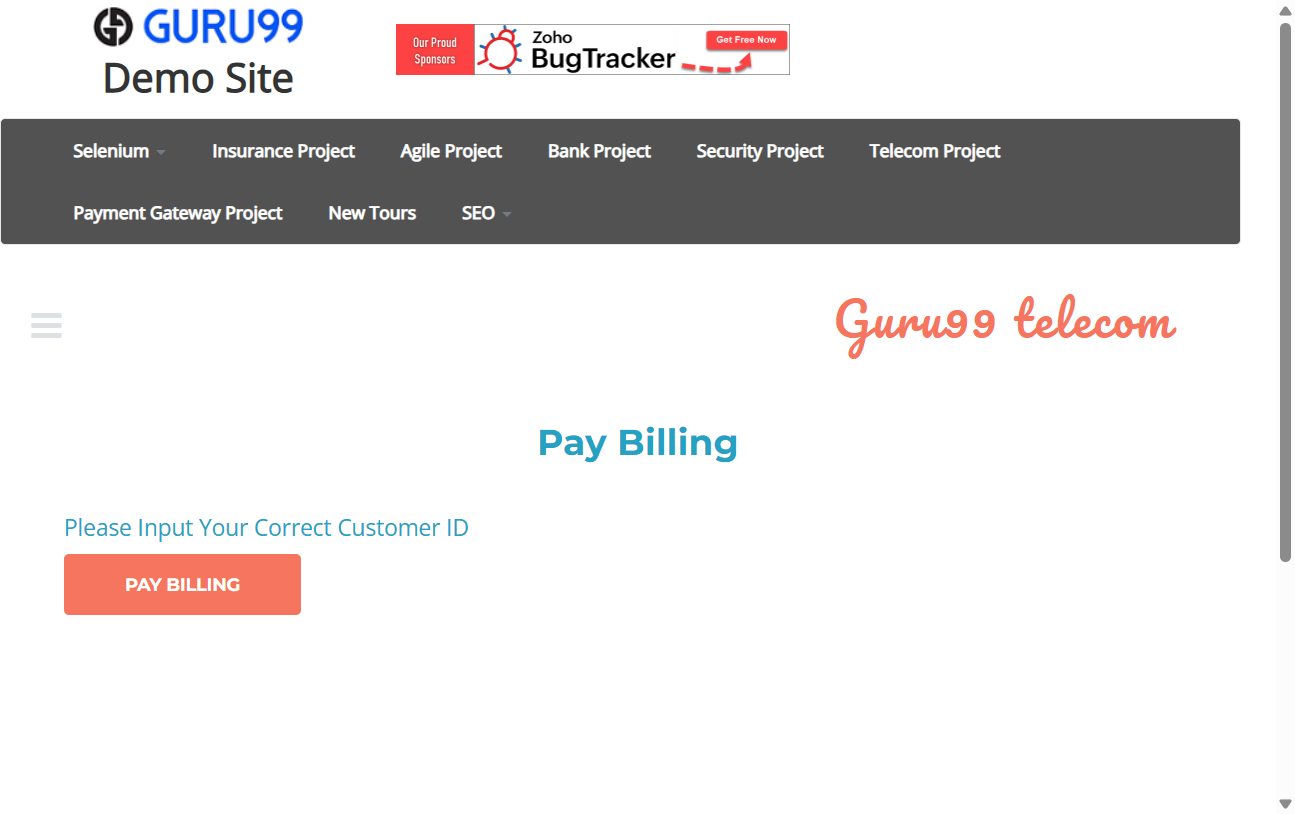 GURU99
Demo Site
Our Proud
Sponsors
Zoho
BugTracker
Get Free Now
Selenium
Insurance Project
Agile Project
Bank Project
Security Project
Telecom Project
Payment Gateway Project
New Tours
SEO
Guru99 telecom
Pay Billing
Please Input Your Correct Customer ID
PAY BILLING